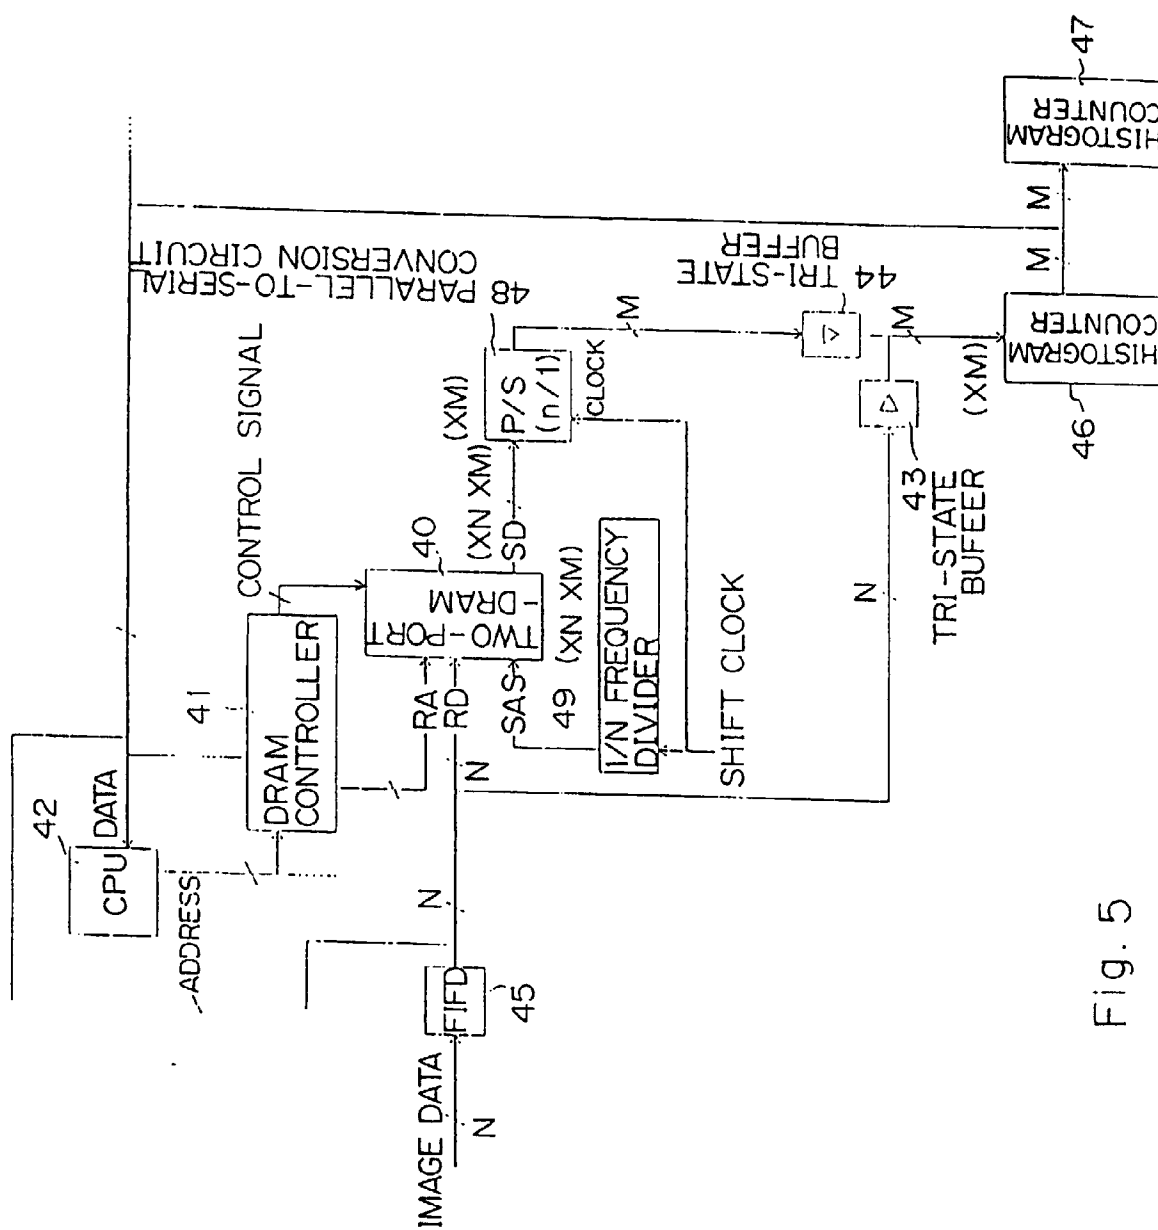 47
HISTOGRAM
COUNTER
M
M
HISTOGRAM
COUNTER
46
M
(XM)
44 TRI-STATE
BUFFER
43
TRI-STATE
BUFEER
N
48 PARALLEL-TO-SERIAL
CONVERSION CIRCUIT
M
P/S
(n/1)
CLOCK
(XM)
(XN XM)
SD
CONTROL SIGNAL
40
TWO-PORT
-DRAM
RA
RD
SAS
N
49
(XN XM)
1/N FREQUENCY
DIVIDER
SHIFT CLOCK
41
DRAM
CONTROLLER
42
CPU
DATA
ADDRESS
N
FIFD
45
IMAGE DATA
N
Fig. 5